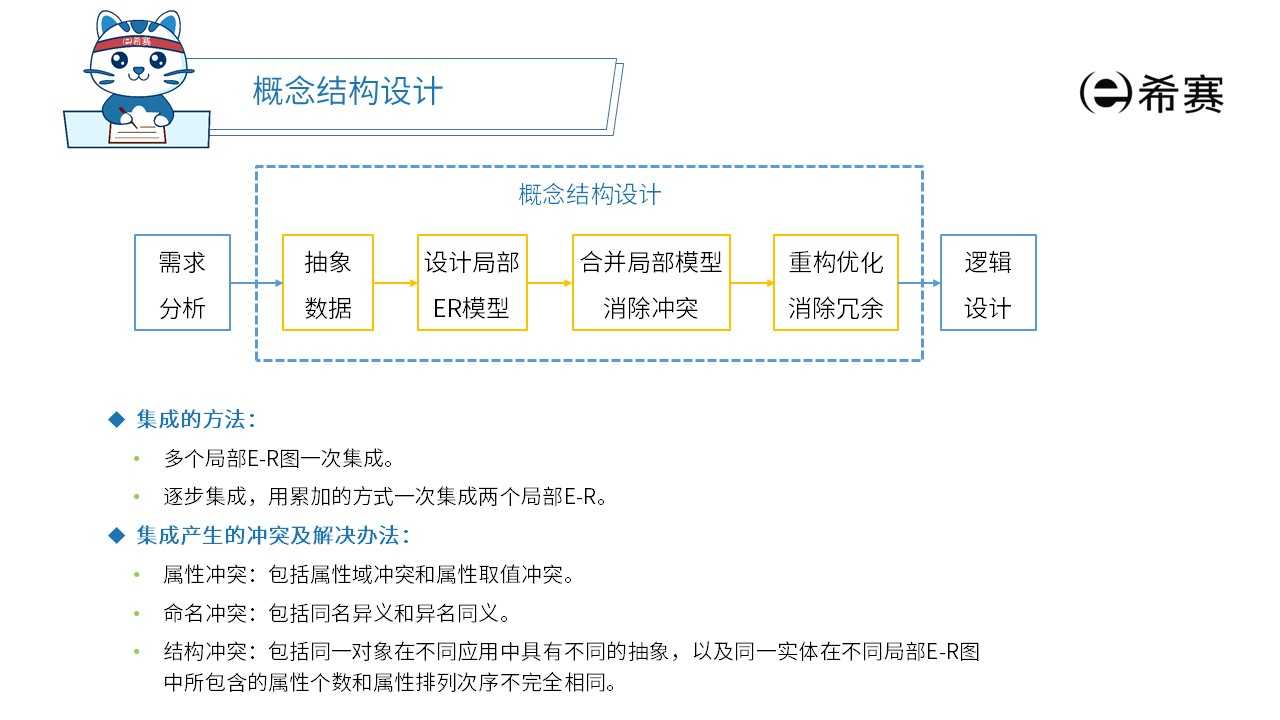 希赛
概念结构设计
希赛
概念结构设计
需求
分析
抽象
数据
设计局部
ER模型
合并局部模型
消除冲突
重构优化
消除冗余
逻辑
设计
集成的方法：
多个局部E-R图一次集成。
逐步集成，用累加的方式一次集成两个局部E-R。
集成产生的冲突及解决办法：
属性冲突：包括属性域冲突和属性取值冲突。
命名冲突：包括同名异义和异名同义。
结构冲突：包括同一对象在不同应用中具有不同的抽象，以及同一实体在不同局部E-R图
中所包含的属性个数和属性排列次序不完全相同。